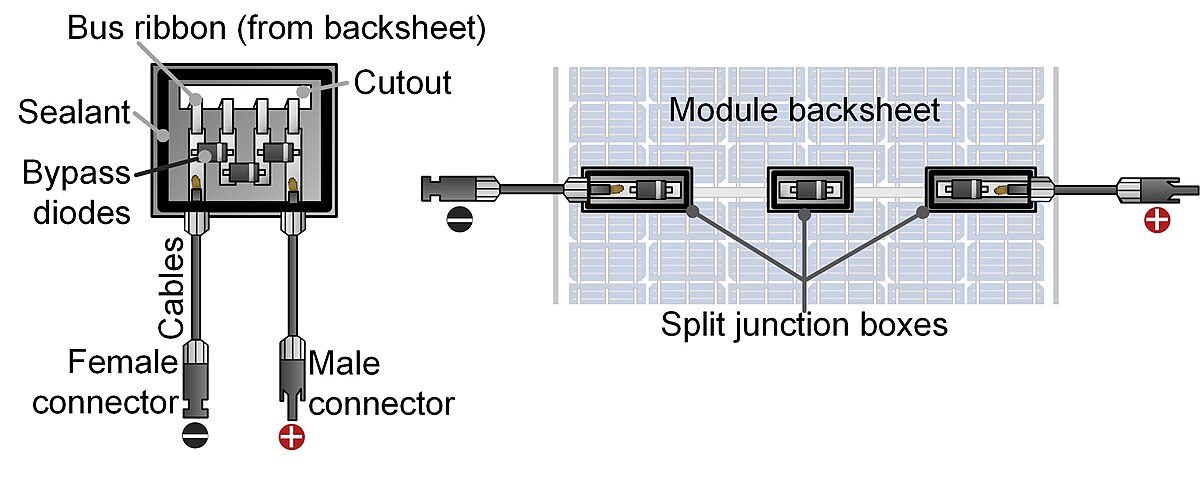 Bus ribbon (from backsheet)
Cutout
Sealant
Bypass
diodes
Cables
Female
connector
Male
connector
Module backsheet
Split junction boxes